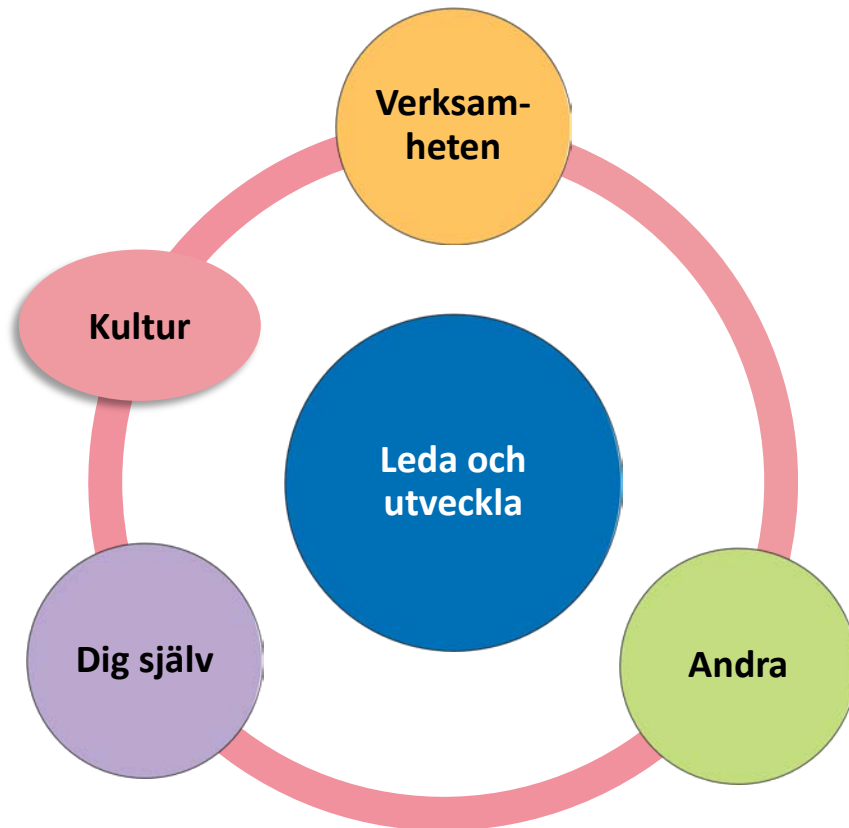 Verksam-
heten
Kultur
Leda och
utveckla
Dig själv
Andra